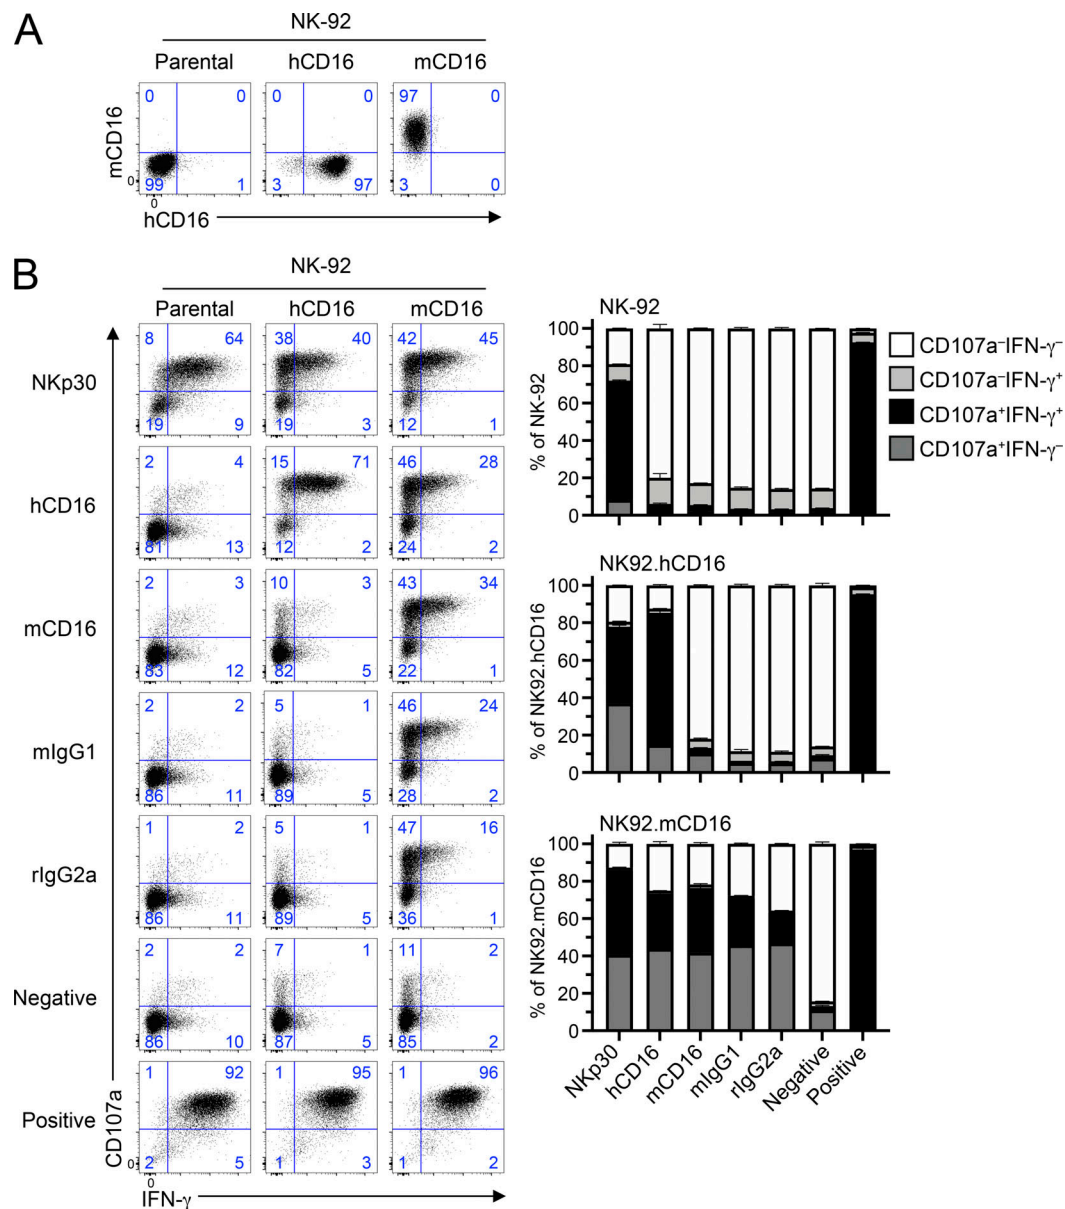 A
NK-92
Parental hCD16 mCD16
0 0 0 0 97 0
mCD16
0
99 1 3 97 3 0
0
hCD16
B
NK-92
Parental hCD16 mCD16
8 64 38 40 42 45
NKp30
19 9 19 3 12 1
2 4 15 71 46 28
hCD16
81 13 12 2 24 2
2 3 10 3 43 34
mCD16
83 12 82 5 22 1
2 2 5 1 46 24
mIgG1
86 11 89 5 28 2
1 2 5 1 47 16
rIgG2a
86 11 89 5 36 1
2 2 7 1 11 2
Negative
86 10 87 5 85 2
1 92 1 95 1 96
Positive
2 5 1 3 1 2
CD107a
0
0
IFN-γ
NK-92
% of NK-92
100
80
60
40
20
0
CD107a⁻IFN-γ⁻
CD107a⁻IFN-γ⁺
CD107a⁺IFN-γ⁺
CD107a⁺IFN-γ⁻
NK92.hCD16
% of NK92.hCD16
100
80
60
40
20
0
NK92.mCD16
% of NK92.mCD16
100
80
60
40
20
0
NKp30 hCD16 mCD16 mIgG1 rIgG2a Negative Positive